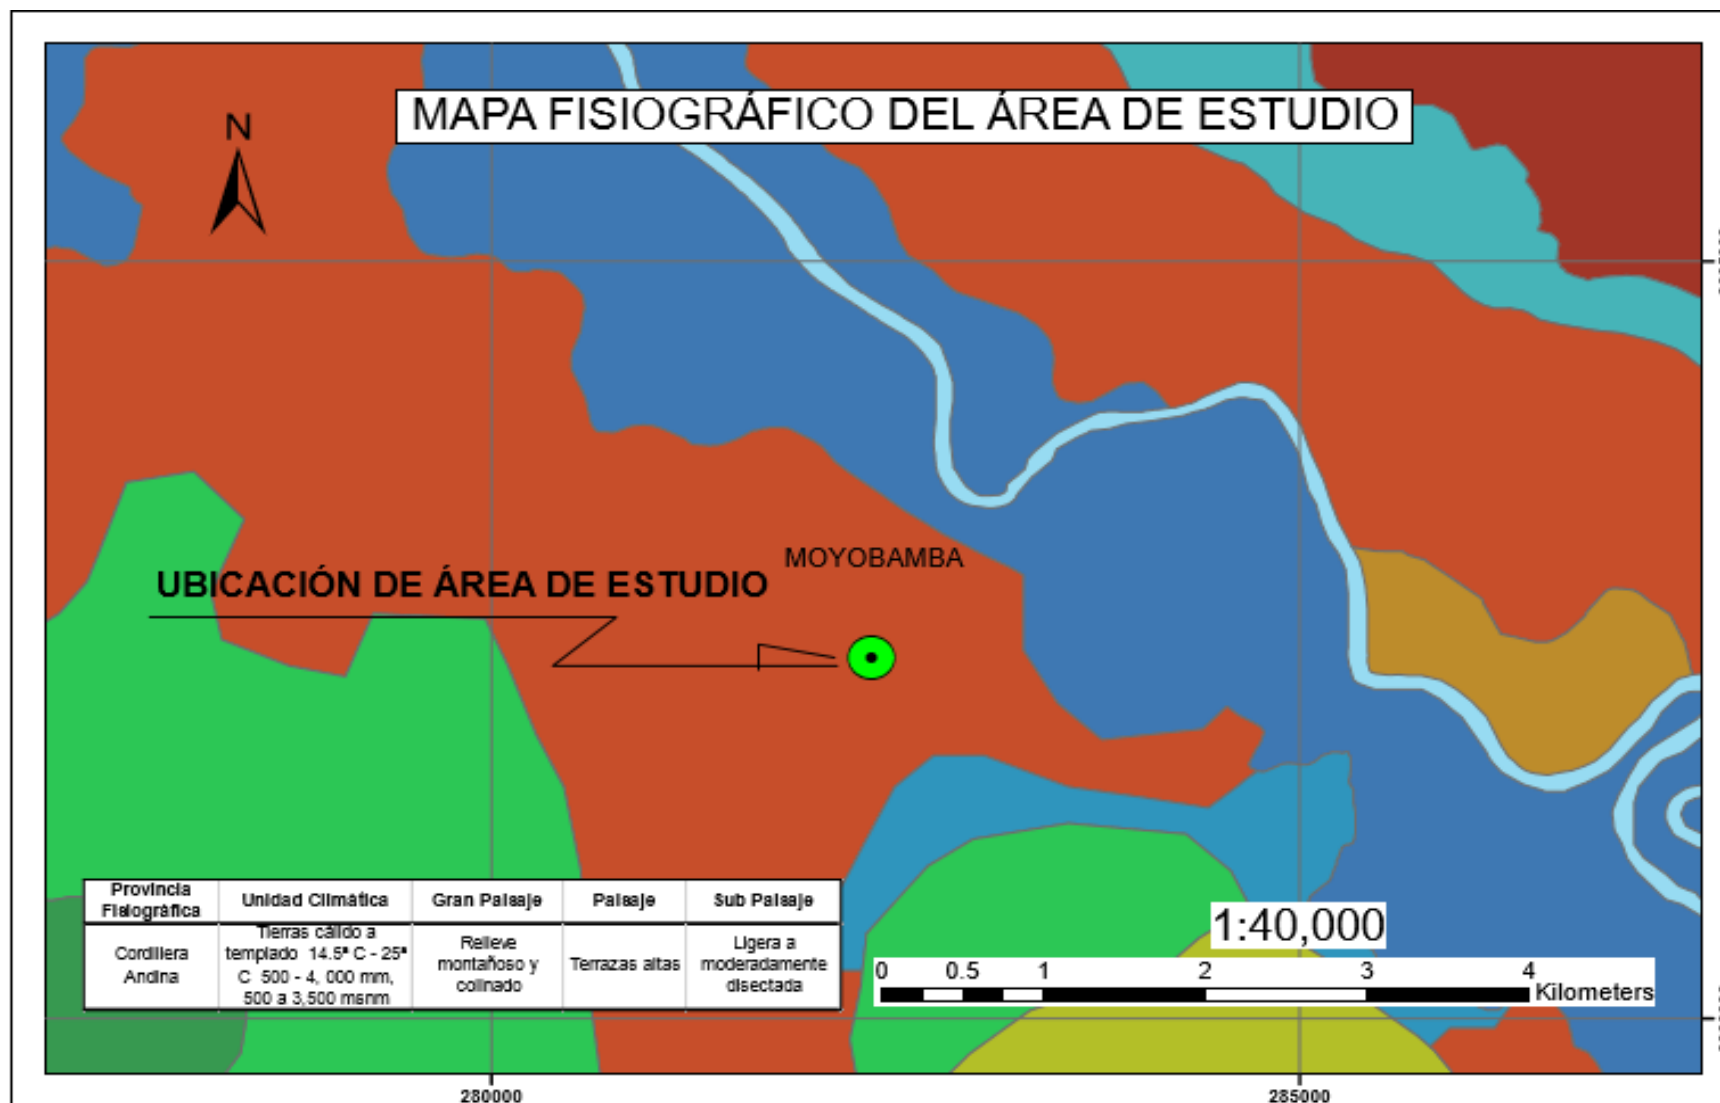 MAPA FISIOGRÁFICO DEL ÁREA DE ESTUDIO
N
MOYOBAMBA
UBICACIÓN DE ÁREA DE ESTUDIO
Provincia
Fisiográfica
Unidad Climática
Gran Paisaje
Paisaje
Sub Paisaje
Cordillera
Andina
Tierras cálido a
templado 14.5ª C - 25ª
C 500 - 4, 000 mm,
500 a 3,500 msnm
Relieve
montañoso y
colinado
Terrazas altas
Ligera a
moderadamente
disectada
1:40,000
0 0.5 1 2 3 4
Kilometers
280000
285000